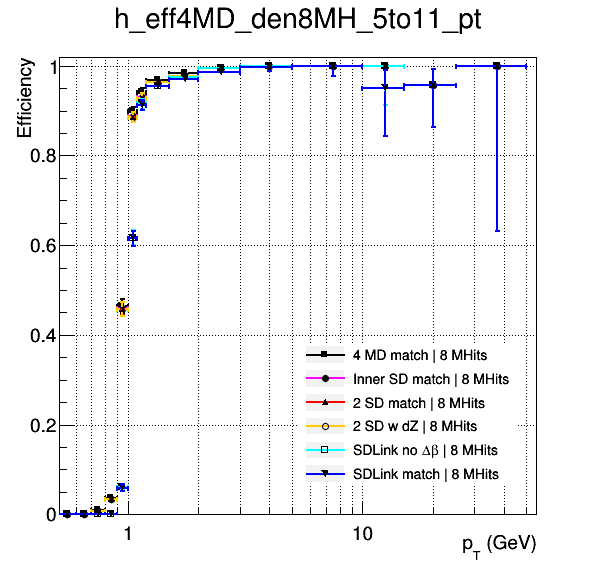 h_eff4MD_den8MH_5to11_pt
Efficiency
1
0.8
0.6
0.4
0.2
0
4 MD match | 8 MHits
Inner SD match | 8 MHits
2 SD match | 8 MHits
2 SD w dZ | 8 MHits
SDLink no Δβ | 8 MHits
SDLink match | 8 MHits
1 10
p_T (GeV)